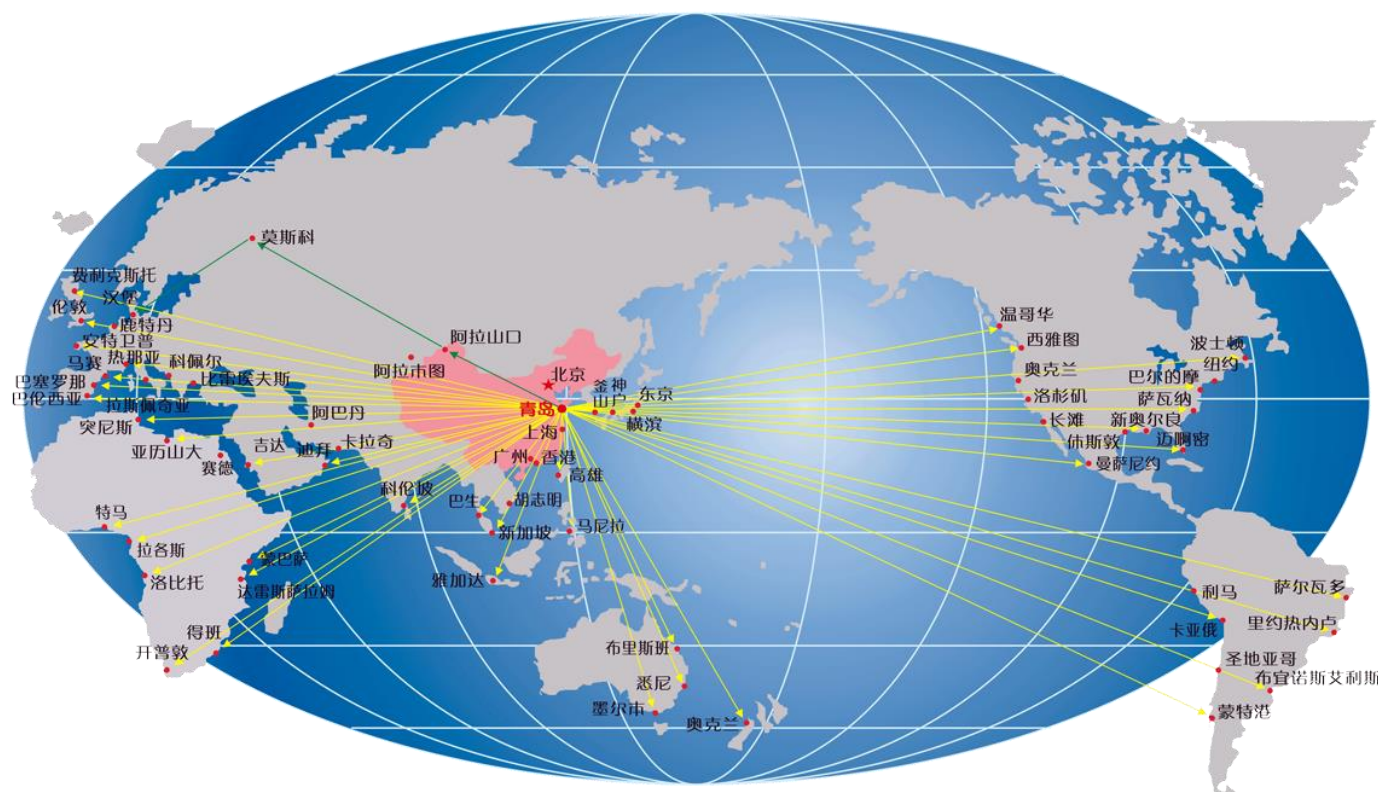 莫斯科
费利克斯托
汉堡
伦敦
鹿特丹
安特卫普
热那亚
马赛
科佩尔
巴塞罗那
比雷埃夫斯
巴伦西亚
拉斯佩奇亚
突尼斯
阿巴丹
亚历山大
吉达
迪拜
卡拉奇
赛德
阿拉山口
阿拉木图
北京
青岛
釜山
神户
东京
横滨
上海
广州
香港
高雄
科伦坡
巴生
胡志明
新加坡
马尼拉
雅加达
特马
拉各斯
洛比托
蒙巴萨
达雷斯萨拉姆
得班
开普敦
布里斯班
悉尼
墨尔本
奥克兰
温哥华
西雅图
奥克兰
洛杉矶
长滩
波士顿
纽约
巴尔的摩
萨瓦纳
新奥尔良
休斯敦
迈啊密
曼萨尼约
利马
萨尔瓦多
卡亚俄
里约热内卢
圣地亚哥
布宜诺斯艾利斯
蒙特港